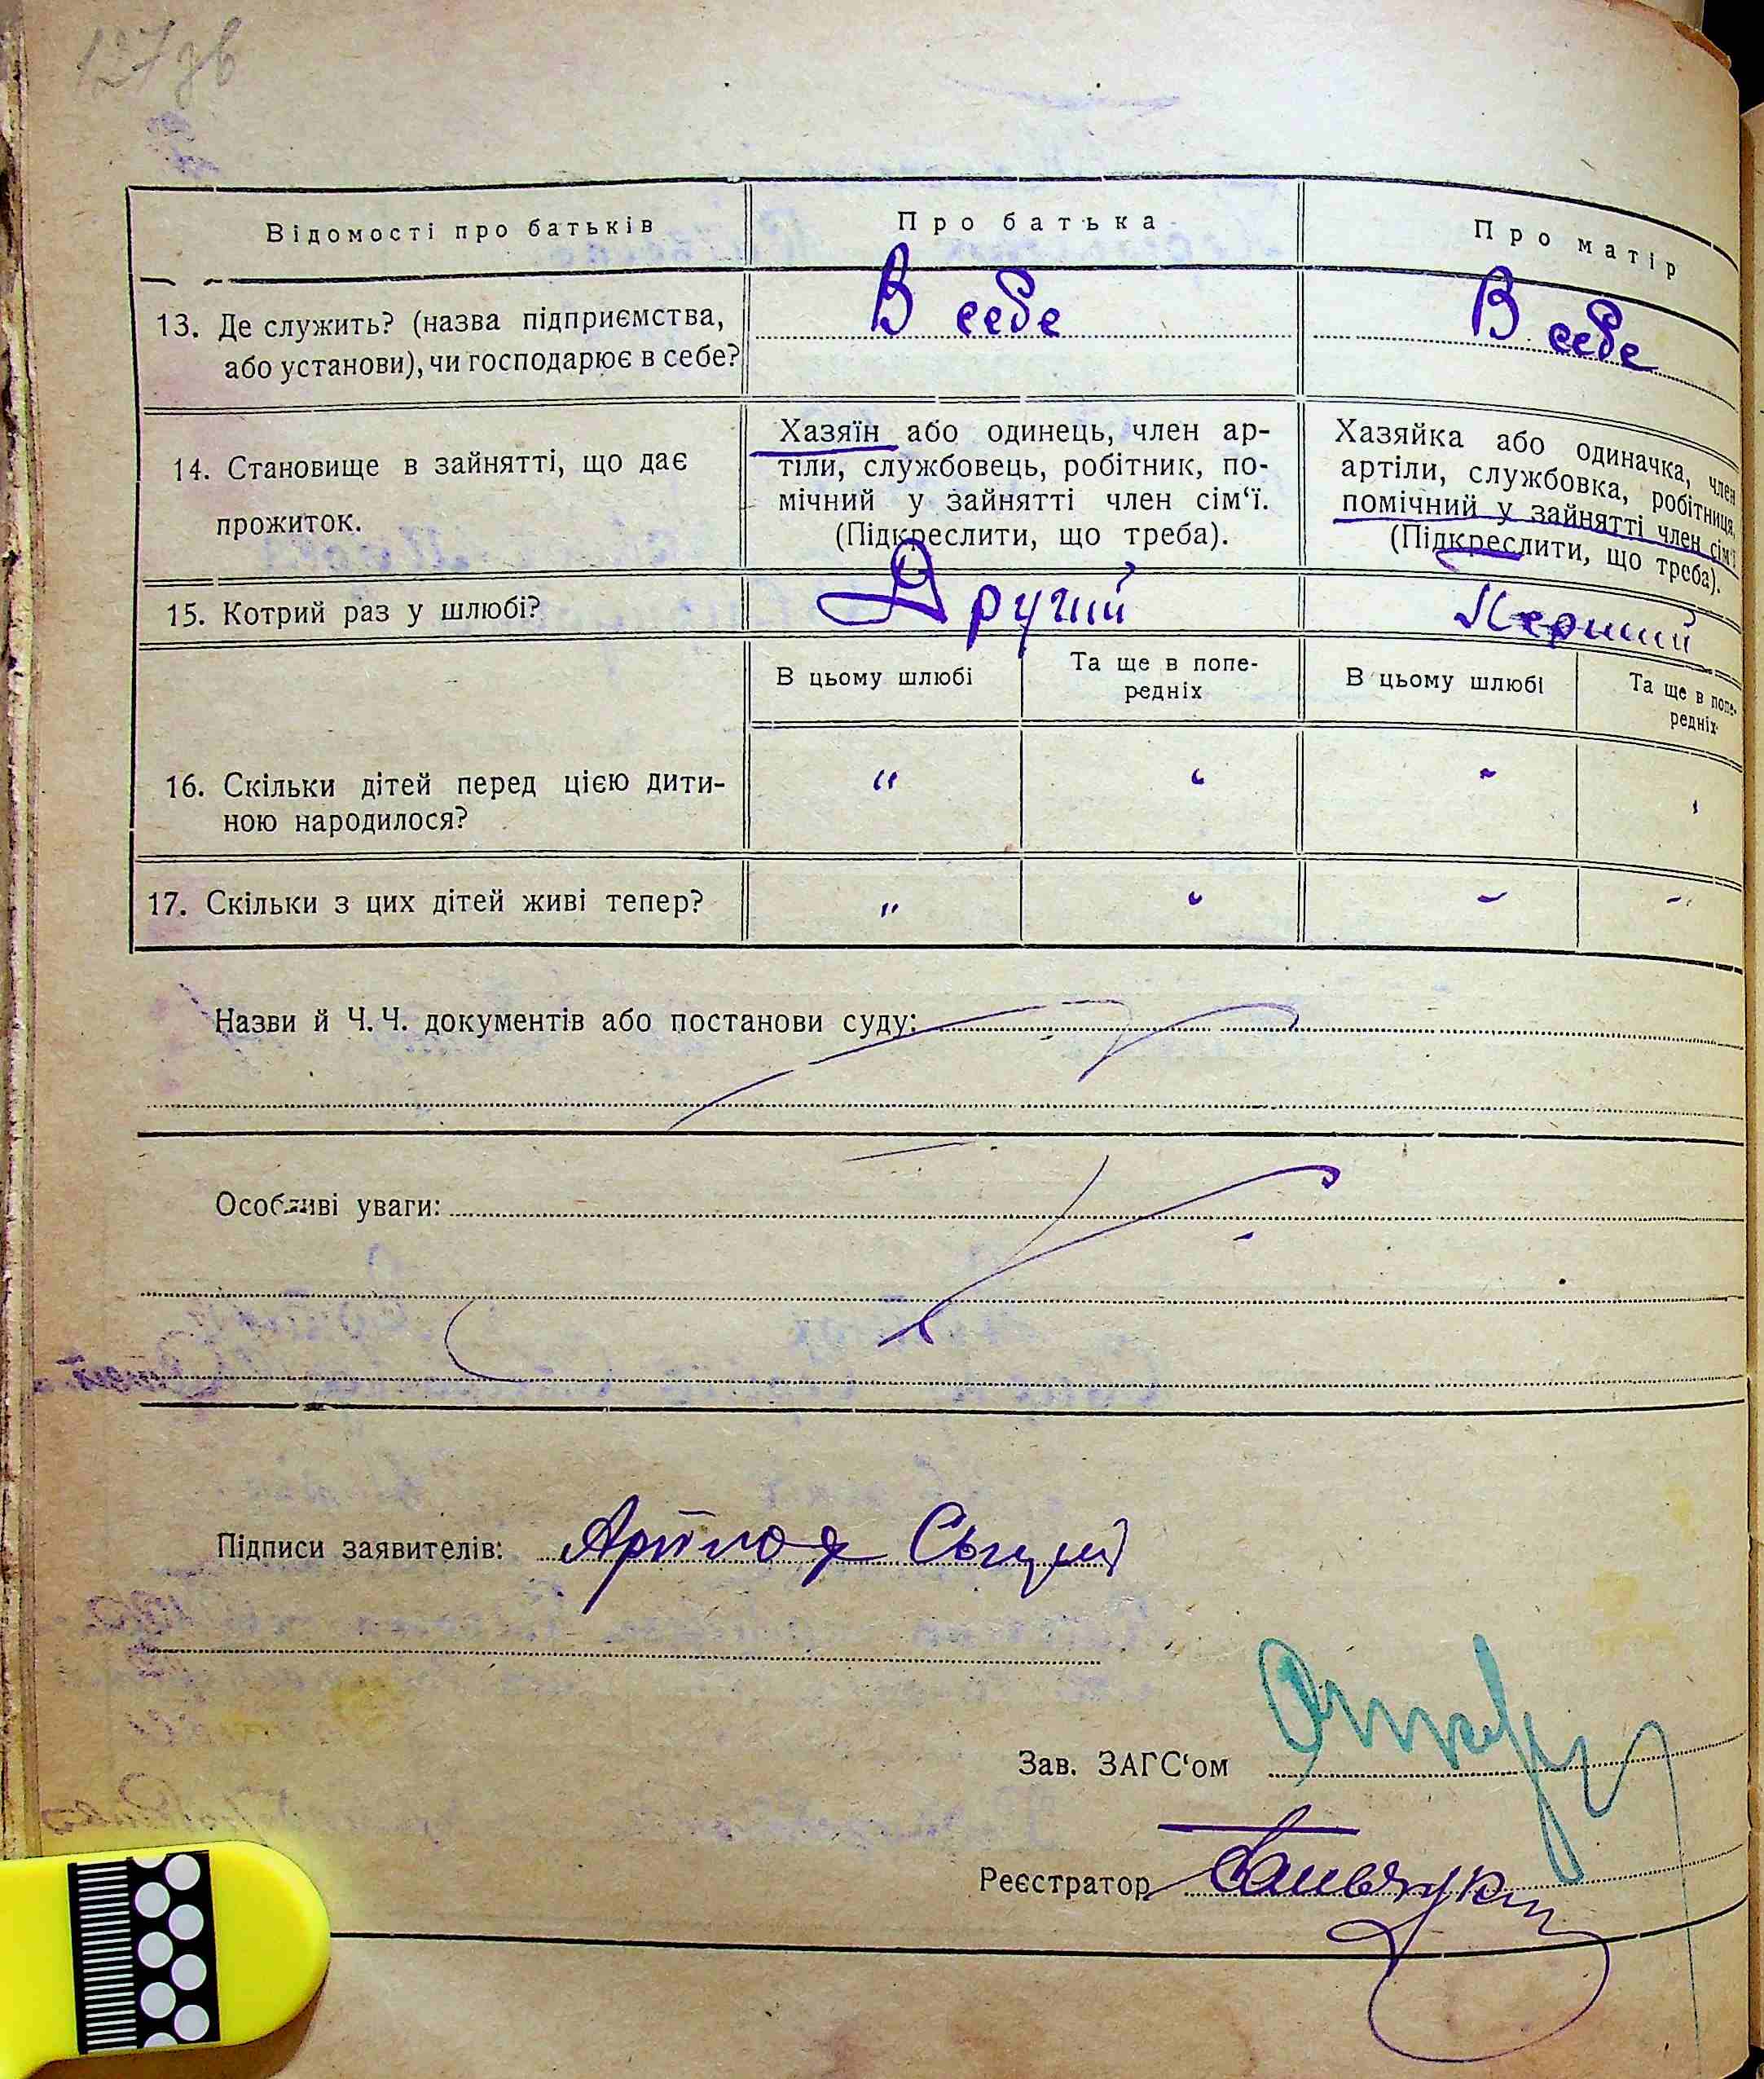 127 зв
Відомості про батьків
Про батька
Про матір
13. Де служить? (назва підприємства,
або установи), чи господарює в себе?
В себе
В себе
14. Становище в зайнятті, що дає
прожиток.
Хазяїн або одинець, член ар-
тіли, службовець, робітник, по-
мічний у зайнятті член сім‘ї.
(Підкреслити, що треба).
Хазяйка або одиначка, член
артіли, службовка, робітниця,
помічний у зайнятті член сім‘ї
(Підкреслити, що треба).
15. Котрий раз у шлюбі?
Другий
Перший
В цьому шлюбі
Та ще в попе-
редніх
В цьому шлюбі
Та ще в попе-
редніх
16. Скільки дітей перед цією дити-
ною народилося?
"
"
17. Скільки з цих дітей живі тепер?
"
"
-
-
Назви й Ч.Ч. документів або постанови суду:
Особливі уваги:
Підписи заявителів:
Зав. ЗАГС‘ом
Реєстратор